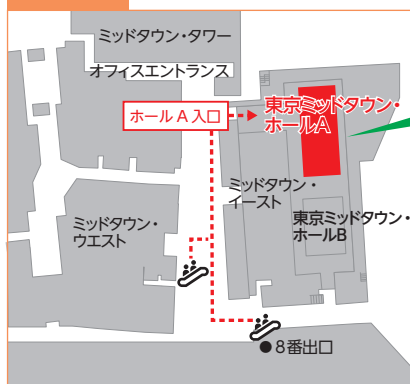 ミッドタウン・タワー
オフィスエントランス
ホールA入口
東京ミッドタウン・
ホールA
ミッドタウン・
イースト
ミッドタウン・
ウエスト
東京ミッドタウン・
ホールB
●8番出口